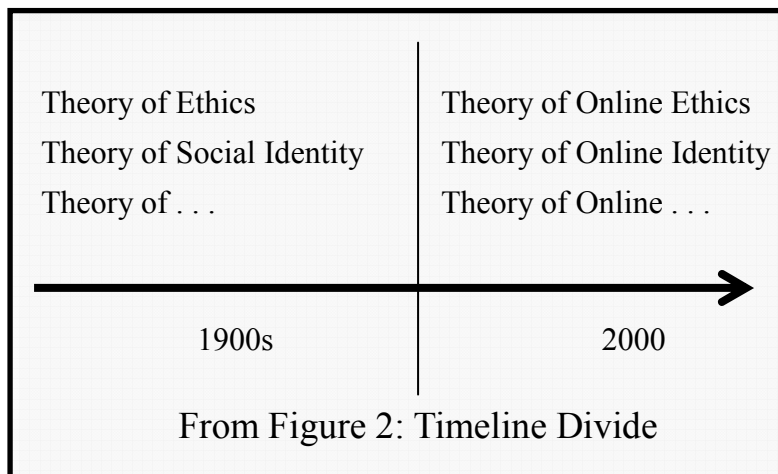 Theory of Ethics
Theory of Social Identity
Theory of . . .
Theory of Online Ethics
Theory of Online Identity
Theory of Online . . .
1900s
2000
From Figure 2: Timeline Divide